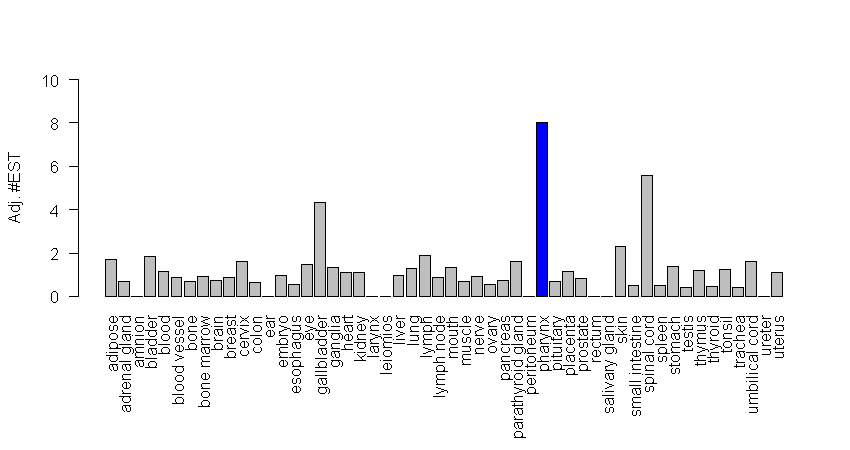 10
8
6
4
2
0
Adj. #EST
adipose
adrenal gland
amnion
bladder
blood
blood vessel
bone
bone marrow
brain
breast
cervix
colon
ear
embryo
esophagus
eye
gallbladder
ganglia
heart
kidney
larynx
leiomios
liver
lung
lymph
lymph node
mouth
muscle
nerve
ovary
pancreas
parathyroid gland
peritoneum
pharynx
pituitary
placenta
prostate
rectum
salivary gland
skin
small intestine
spinal cord
spleen
stomach
testis
thymus
thyroid
tonsil
trachea
umbilical cord
ureter
uterus